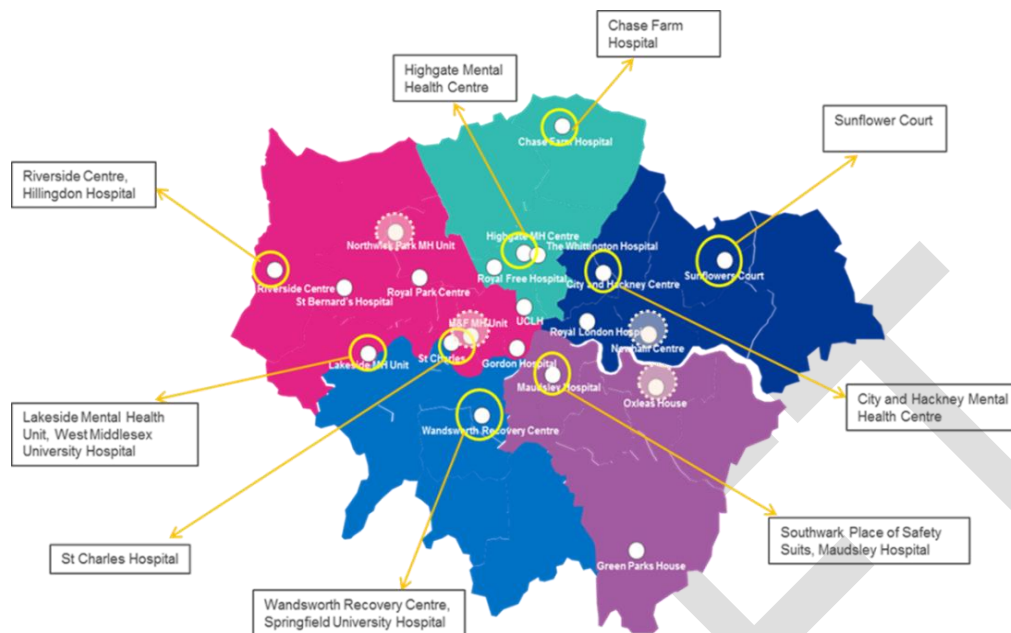 Chase Farm
Hospital
Highgate Mental
Health Centre
Sunflower Court
Riverside Centre,
Hillingdon Hospital
Chase Farm Hospital
Northwick Park MH Unit
Highgate MH Centre
The Whittington Hospital
Royal Free Hospital
City and Hackney Centre
Sunflowers Court
Riverside Centre
St Bernard's Hospital
Royal Park Centre
UCLH
Royal London Hospital
Newham Centre
MH Unit
St Charles
Gordon Hospital
Lakeside MH Unit
Maudsley Hospital
Oxleas House
Wandsworth Recovery Centre
Green Parks House
Lakeside Mental Health
Unit, West Middlesex
University Hospital
City and Hackney Mental
Health Centre
St Charles Hospital
Southwark Place of Safety
Suits, Maudsley Hospital
Wandsworth Recovery Centre,
Springfield University Hospital